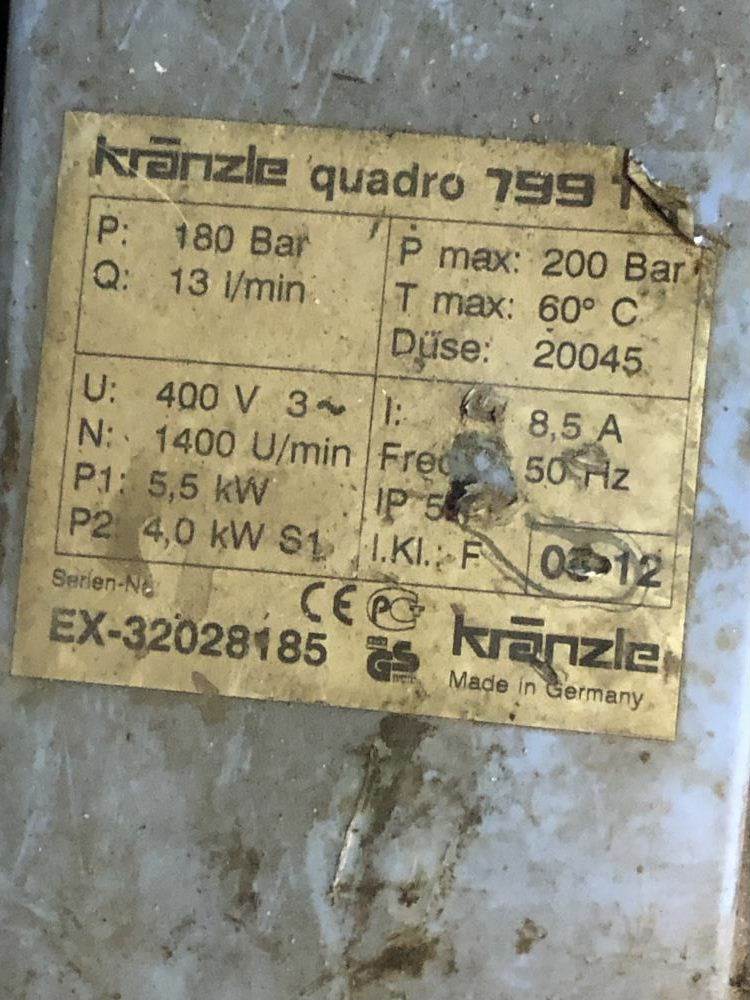 kränzle quadro 799
P: 180 Bar
Q: 13 l/min
P max: 200 Bar
T max: 60° C
Düse: 20045
U: 400 V 3~
N: 1400 U/min
P1: 5,5 kW
P2 4,0 kW S1
I: 8,5 A
50 Hz
IP
I.Kl.: F
12
Serien-Nr.
EX-32028185
CE
GS
kränzle
Made in Germany